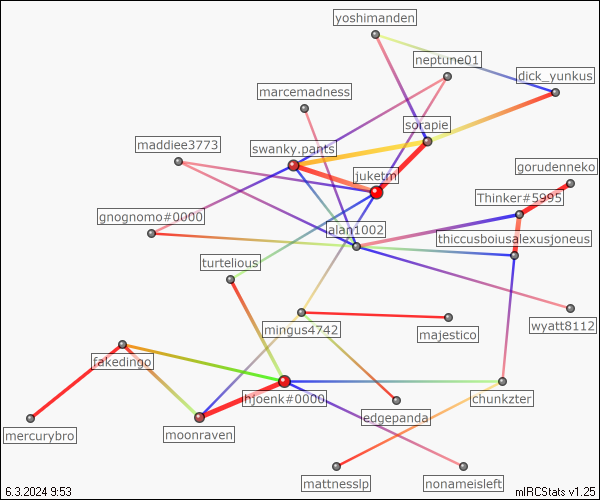 yoshimanden
neptune01
dick_yunkus
marcemadness
sorapie
maddiee3773
swanky.pants
gorudenneko
juketm
Thinker#5995
gnognomo#0000
alan1002
thiccusboiusalexusjoneus
turtelious
wyatt8112
mingus4742
majestico
fakedingo
hjoenk#0000
chunkzter
edgepanda
mercurybro
moonraven
mattnesslp
nonameisleft
6.3.2024 9:53
mIRCStats v1.25